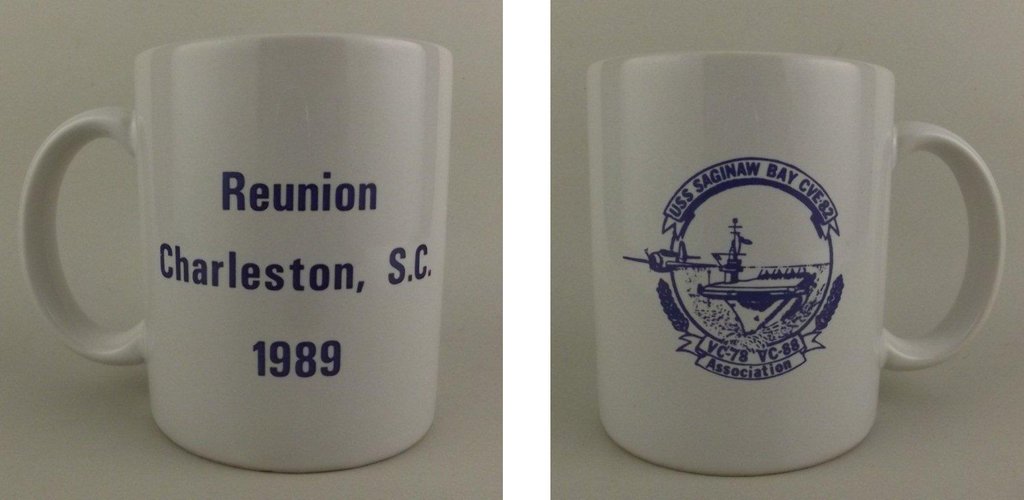 Reunion
Charleston, S.C.
1989
USS SAGINAW BAY CVE-82
VC-78 VC-88
Association